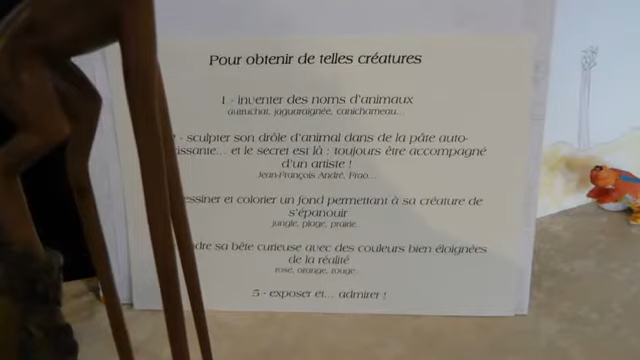 Pour obtenir de telles créatures
1 - inventer des noms d'animaux
autruchat, jaguaraignée, canichameau...
- sculpter son drôle d'animal dans de la pâte auto-
issante... et le secret est là : toujours être accompagné
d'un artiste !
Jean-François André, Prao...
essiner et colorier un fond permettant à sa créature de
s'épanouir
jungle, plage, prairie...
dre sa bête curieuse avec des couleurs bien éloignées
de la réalité
rose, orange, rouge...
5 - exposer et... admirer !